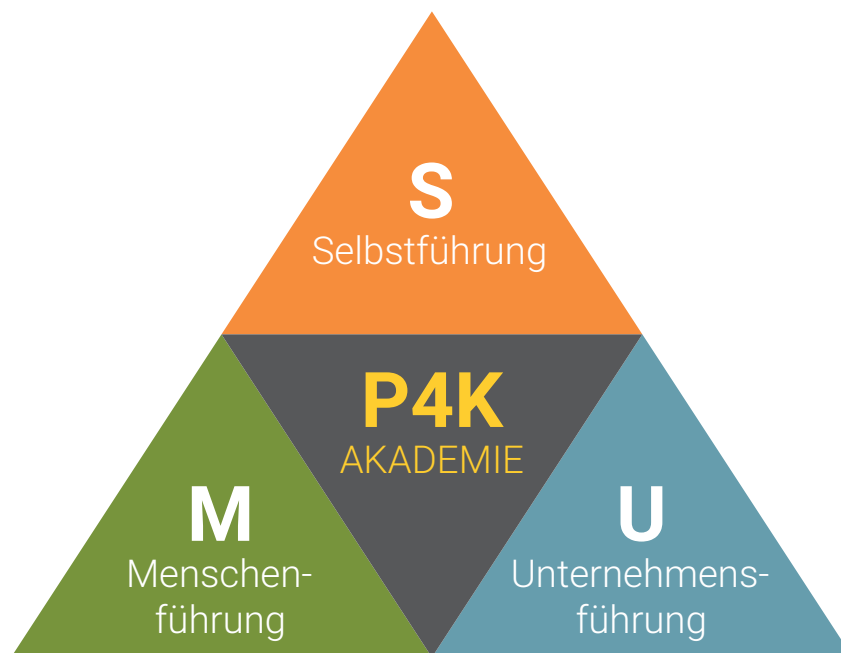 S
Selbstführung
P4K
AKADEMIE
M
Menschen-
führung
U
Unternehmens-
führung